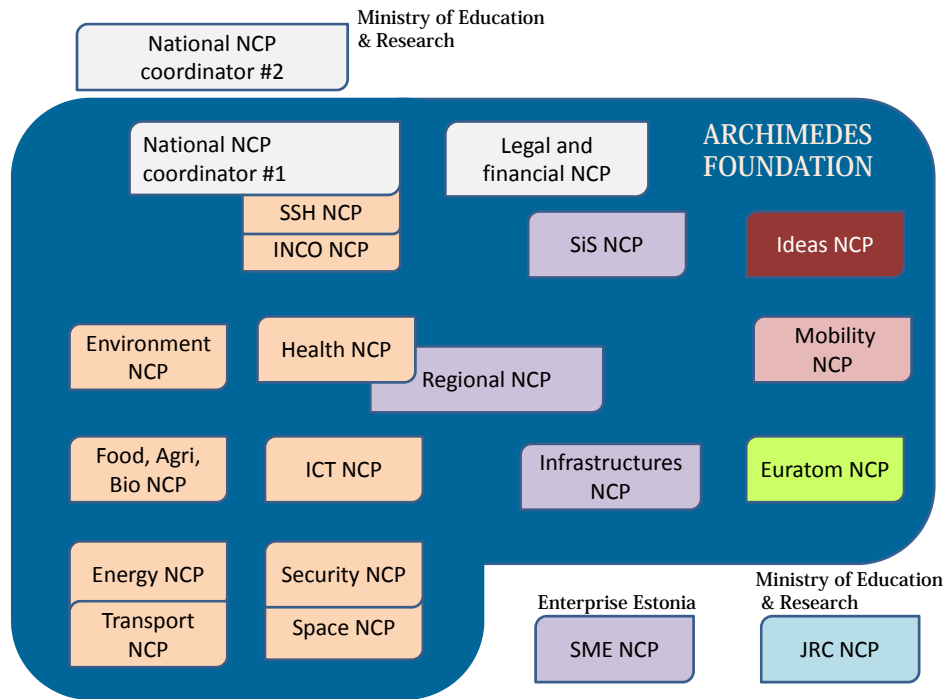 Ministry of Education
& Research
National NCP
coordinator #2
National NCP
coordinator #1
Legal and
financial NCP
ARCHIMEDES
FOUNDATION
SSH NCP
INCO NCP
SiS NCP
Ideas NCP
Environment
NCP
Health NCP
Regional NCP
Mobility
NCP
Food, Agri,
Bio NCP
ICT NCP
Infrastructures
NCP
Euratom NCP
Energy NCP
Transport
NCP
Security NCP
Space NCP
Enterprise Estonia
SME NCP
Ministry of Education
& Research
JRC NCP